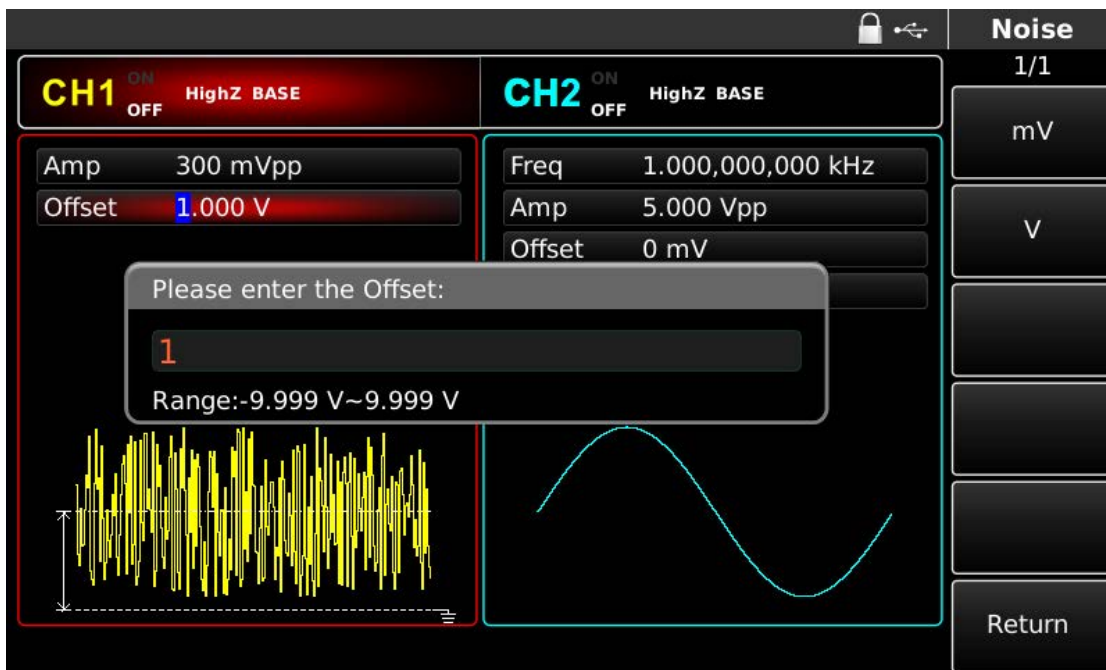 Noise
1/1
CH1 ON OFF HighZ BASE
CH2 ON OFF HighZ BASE
Amp 300 mVpp
Offset 1.000 V
Freq 1.000,000,000 kHz
Amp 5.000 Vpp
Offset 0 mV
Please enter the Offset:
1
Range:-9.999 V~9.999 V
mV
V
Return